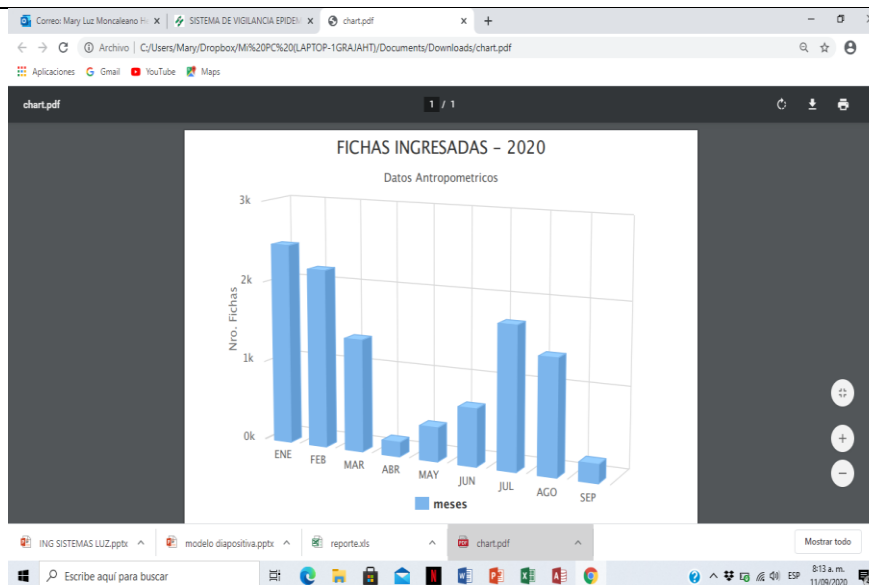 Correo: Mary Luz Moncaleano H
SISTEMA DE VIGILANCIA EPIDEM
chart.pdf
Archivo | C:/Users/Mary/Dropbox/Mi%20PC%20(LAPTOP-1GRAJAHT)/Documents/Downloads/chart.pdf
Aplicaciones Gmail YouTube Maps
chart.pdf 1 / 1
FICHAS INGRESADAS - 2020
Datos Antropometricos
3k
2k
1k
0k
Nro. Fichas
ENE FEB MAR ABR MAY JUN JUL AGO SEP
meses
ING SISTEMAS LUZ.pptx modelo diapositiva.pptx reporte.xls chart.pdf Mostrar todo
Escribe aquí para buscar
ESP
8:13 a. m.
11/09/2020